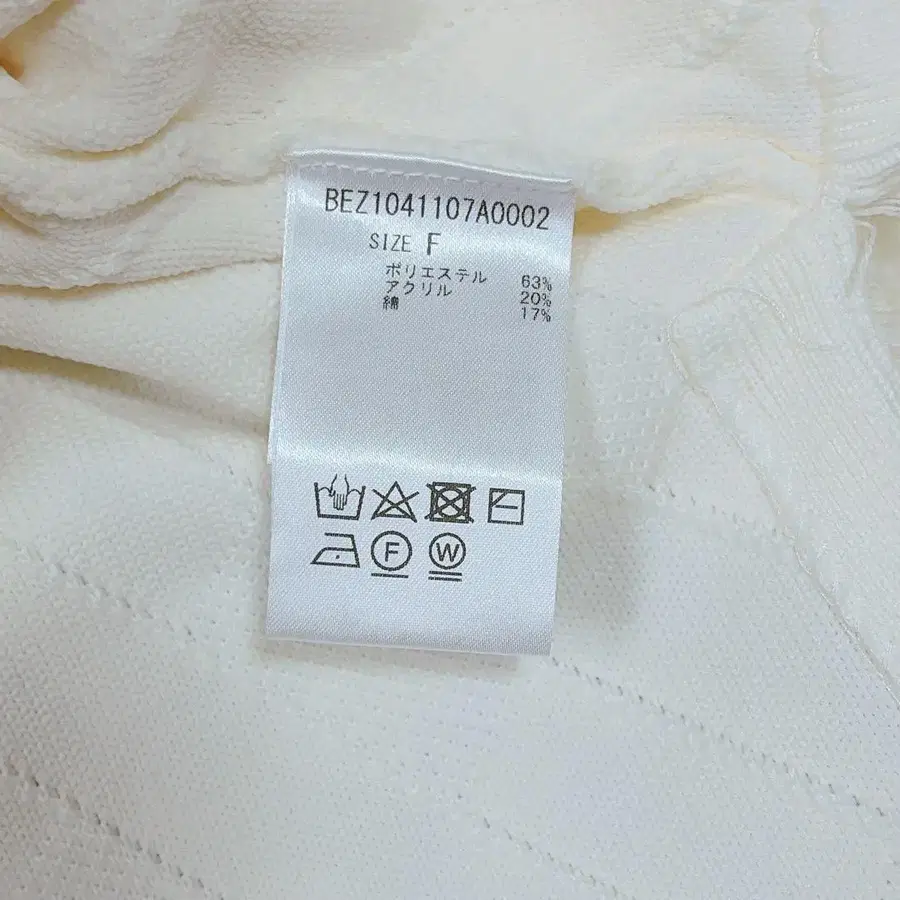 BEZ1041107A0002
SIZE F
ポリエステル 63%
アクリル 20%
綿 17%
F W